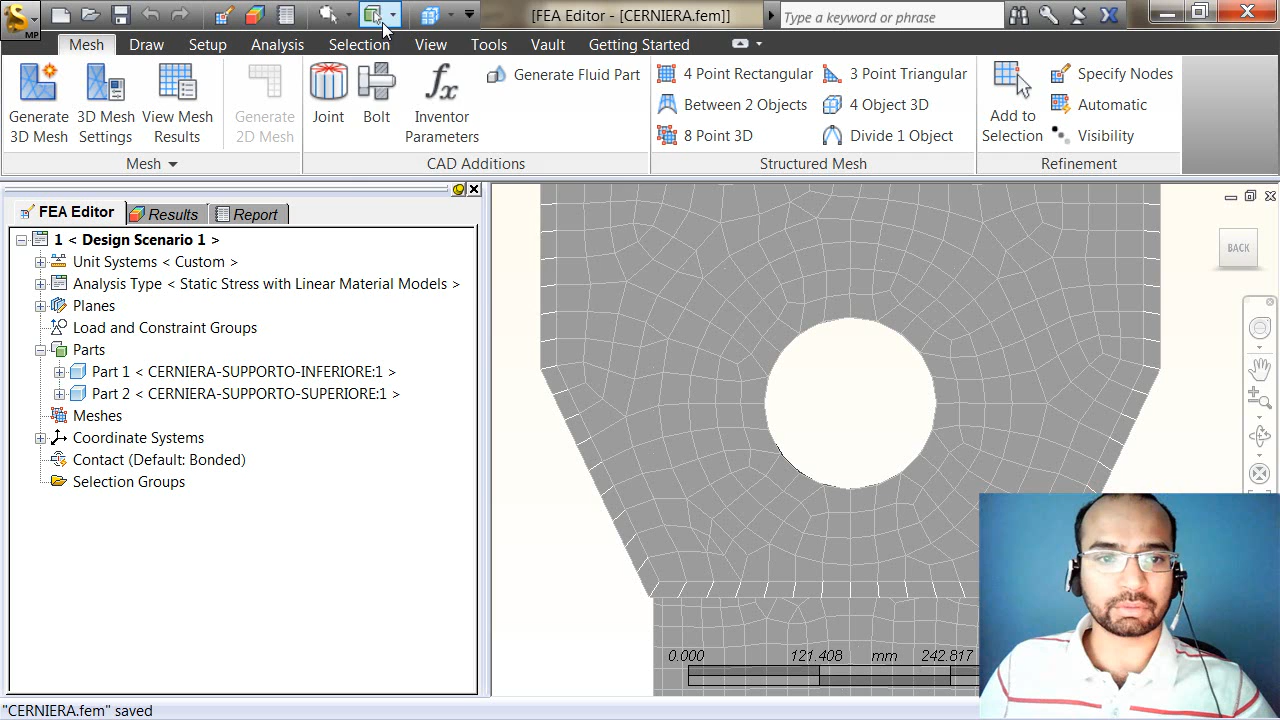 MP
[FEA Editor - [CERNIERA.fem]]
Type a keyword or phrase
Mesh Draw Setup Analysis Selection View Tools Vault Getting Started
Generate 3D Mesh
3D Mesh Settings
View Mesh Results
Generate 2D Mesh
Joint
Bolt
Inventor Parameters
Generate Fluid Part
4 Point Rectangul
Between 2 Objects
8 Point 3D
3 Point Triangular
4 Object 3D
Divide 1 Object
Add to Selection
Specify Nodes
Automatic
Visibility
Mesh
CAD Additions
Structured Mesh
Refinement
FEA Editor Results Report
1 < Design Scenario 1 >
Unit Systems < Custom >
Analysis Type < Static Stress with Linear Material Models >
Planes
Load and Constraint Groups
Parts
Part 1 < CERNIERA-SUPPORTO-INFERIORE:1 >
Part 2 < CERNIERA-SUPPORTO-SUPERIORE:1 >
Meshes
Coordinate Systems
Contact (Default: Bonded)
Selection Groups
BACK
0.000 121.408 mm 242.817
"CERNIERA.fem" saved